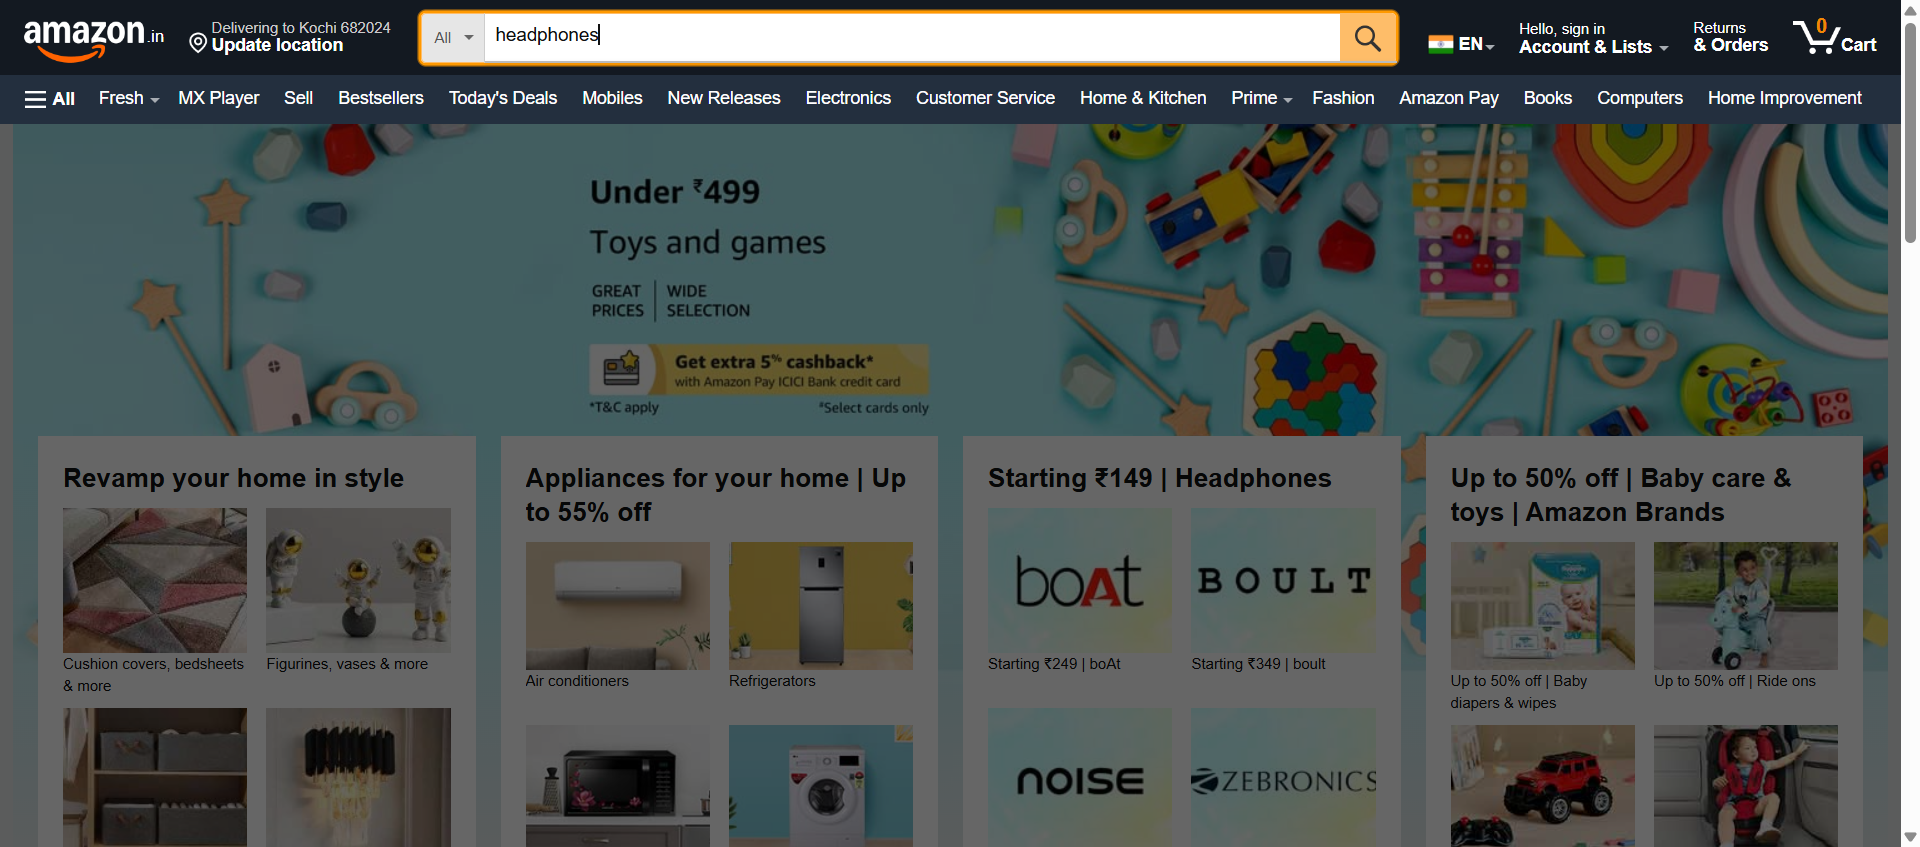 amazon.in
Delivering to Kochi 682024
Update location
All
headphones
EN
Hello, sign in
Account & Lists
Returns
& Orders
0
Cart
All
Fresh
MX Player
Sell
Bestsellers
Today's Deals
Mobiles
New Releases
Electronics
Customer Service
Home & Kitchen
Prime
Fashion
Amazon Pay
Books
Computers
Home Improvement
Under ₹499
Toys and games
GREAT PRICES
WIDE SELECTION
Get extra 5% cashback*
with Amazon Pay ICICI Bank credit card
*T&C apply
#Select cards only
Revamp your home in style
Cushion covers, bedsheets
& more
Figurines, vases & more
Appliances for your home | Up
to 55% off
Air conditioners
Refrigerators
Starting ₹149 | Headphones
boAt
BOULT
Starting ₹249 | boAt
Starting ₹349 | boult
noise
ZEBRONICS
Up to 50% off | Baby care &
toys | Amazon Brands
Up to 50% off | Baby
diapers & wipes
Up to 50% off | Ride ons